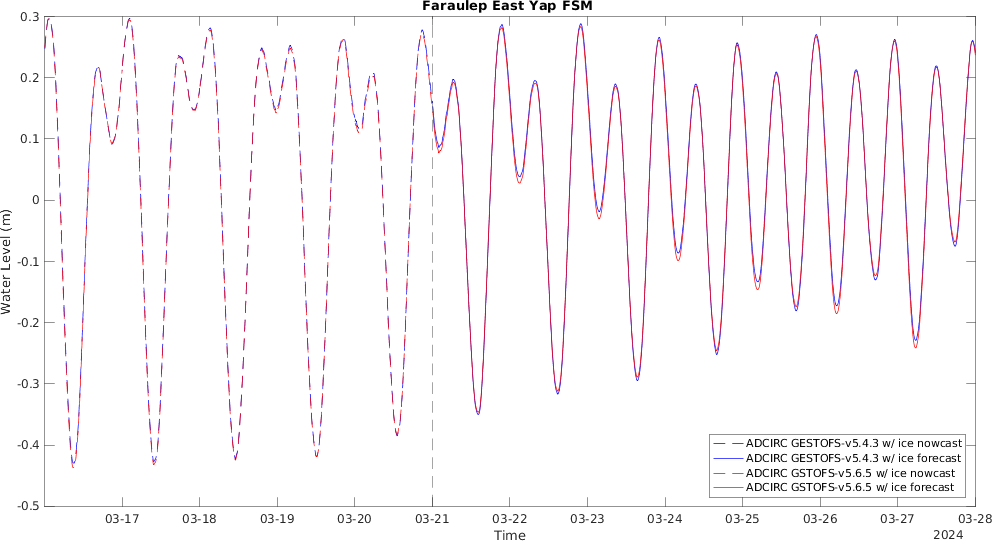 Faraulep East Yap FSM
0.3
0.2
0.1
0
-0.1
-0.2
-0.3
-0.4
-0.5
Water Level (m)
ADCIRC GESTOFS-v5.4.3 w/ ice nowcast
ADCIRC GESTOFS-v5.4.3 w/ ice forecast
ADCIRC GSTOFS-v5.6.5 w/ ice nowcast
ADCIRC GSTOFS-v5.6.5 w/ ice forecast
03-17 03-18 03-19 03-20 03-21 03-22 03-23 03-24 03-25 03-26 03-27 03-28
Time
2024